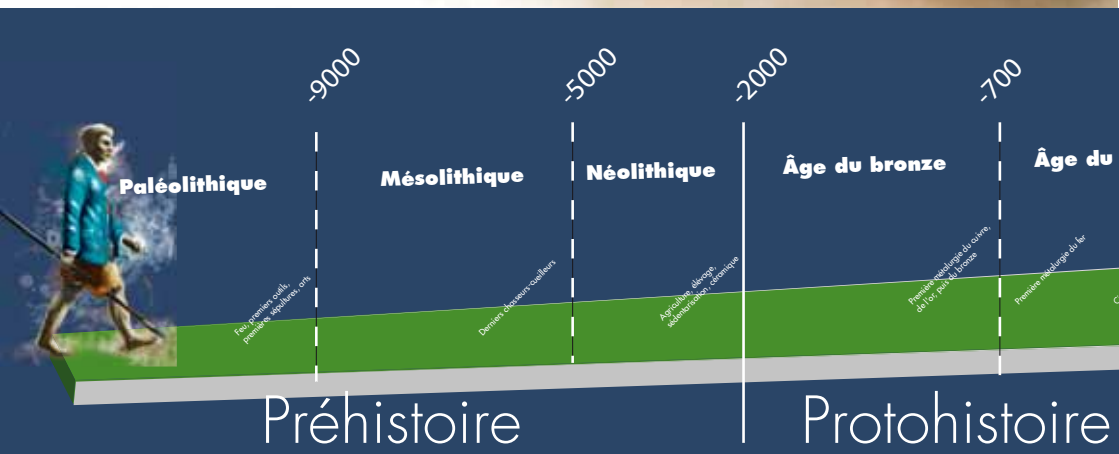 -9000
-5000
-2000
-700
Paléolithique
Mésolithique
Néolithique
Âge du bronze
Âge du
Feu, premiers outils,
premières sépultures, arts
Derniers chasseurs-cueilleurs
Agriculture, élevage,
sédentarisation, céramique
Première métalurgie du cuivre,
de l'or, puis du bronze
Première métalurgie du fer
Préhistoire
Protohistoire